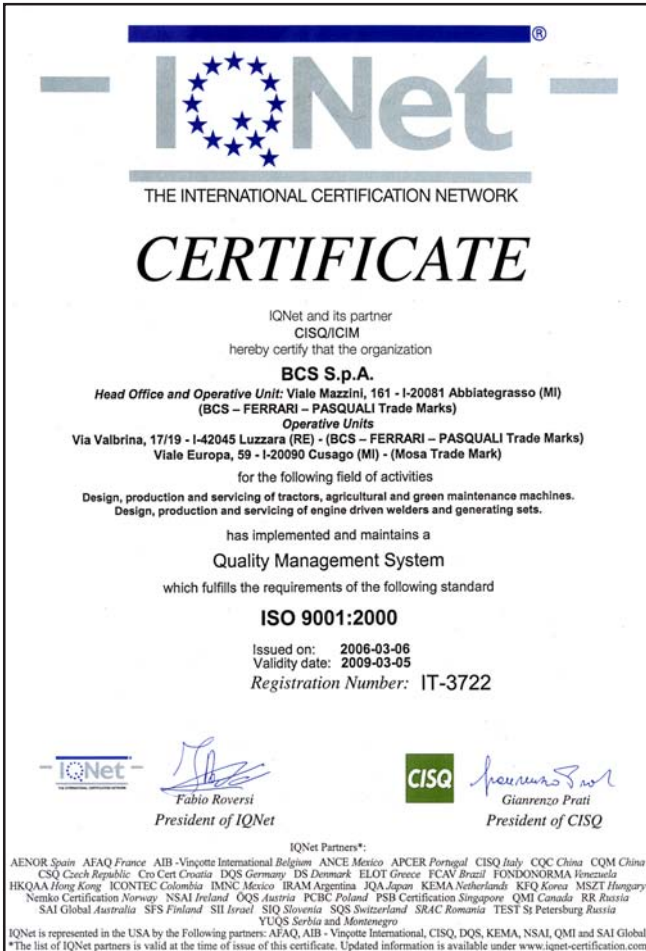 ®
IQNet
THE INTERNATIONAL CERTIFICATION NETWORK
CERTIFICATE
IQNet and its partner
CISQ/ICIM
hereby certify that the organization
BCS S.p.A.
Head Office and Operative Unit: Viale Mazzini, 161 - I-20081 Abbiategrasso (MI)
(BCS – FERRARI – PASQUALI Trade Marks)
Operative Units
Via Valbrina, 17/19 - I-42045 Luzzara (RE) - (BCS – FERRARI – PASQUALI Trade Marks)
Viale Europa, 59 - I-20090 Cusago (MI) - (Mosa Trade Mark)
for the following field of activities
Design, production and servicing of tractors, agricultural and green maintenance machines.
Design, production and servicing of engine driven welders and generating sets.
has implemented and maintains a
Quality Management System
which fulfills the requirements of the following standard
ISO 9001:2000
Issued on: 2006-03-06
Validity date: 2009-03-05
Registration Number: IT-3722
IQNet
THE INTERNATIONAL CERTIFICATION NETWORK
CISQ
Fabio Roversi
President of IQNet
Gianrenzo Prati
President of CISQ
IQNet Partners*:
AENOR Spain AFAQ France AIB -Vinçotte International Belgium ANCE Mexico APCER Portugal CISQ Italy CQC China CQM China
CSQ Czech Republic Cro Cert Croatia DQS Germany DS Denmark ELOT Greece FCAV Brazil FONDONORMA Venezuela
HKQAA Hong Kong ICONTEC Colombia IMNC Mexico IRAM Argentina JQA Japan KEMA Netherlands KFQ Korea MSZT Hungary
Nemko Certification Norway NSAI Ireland ÖQS Austria PCBC Poland PSB Certification Singapore QMI Canada RR Russia
SAI Global Australia SFS Finland SII Israel SIQ Slovenia SQS Switzerland SRAC Romania TEST St Petersburg Russia
YUQS Serbia and Montenegro
IQNet is represented in the USA by the Following partners: AFAQ, AIB - Vinçotte International, CISQ, DQS, KEMA, NSAI, QMI and SAI Global
*The list of IQNet partners is valid at the time of issue of this certificate. Updated information is available under www.iqnet-certification.com